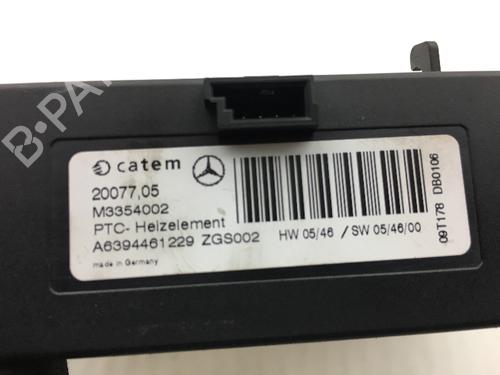 B-PARTS
catem
20077,05
M3354002
PTC- Heizelement
A6394461229 ZGS002
made in Germany
HW 05/46 / SW 05/46/00
09T178 DB0106